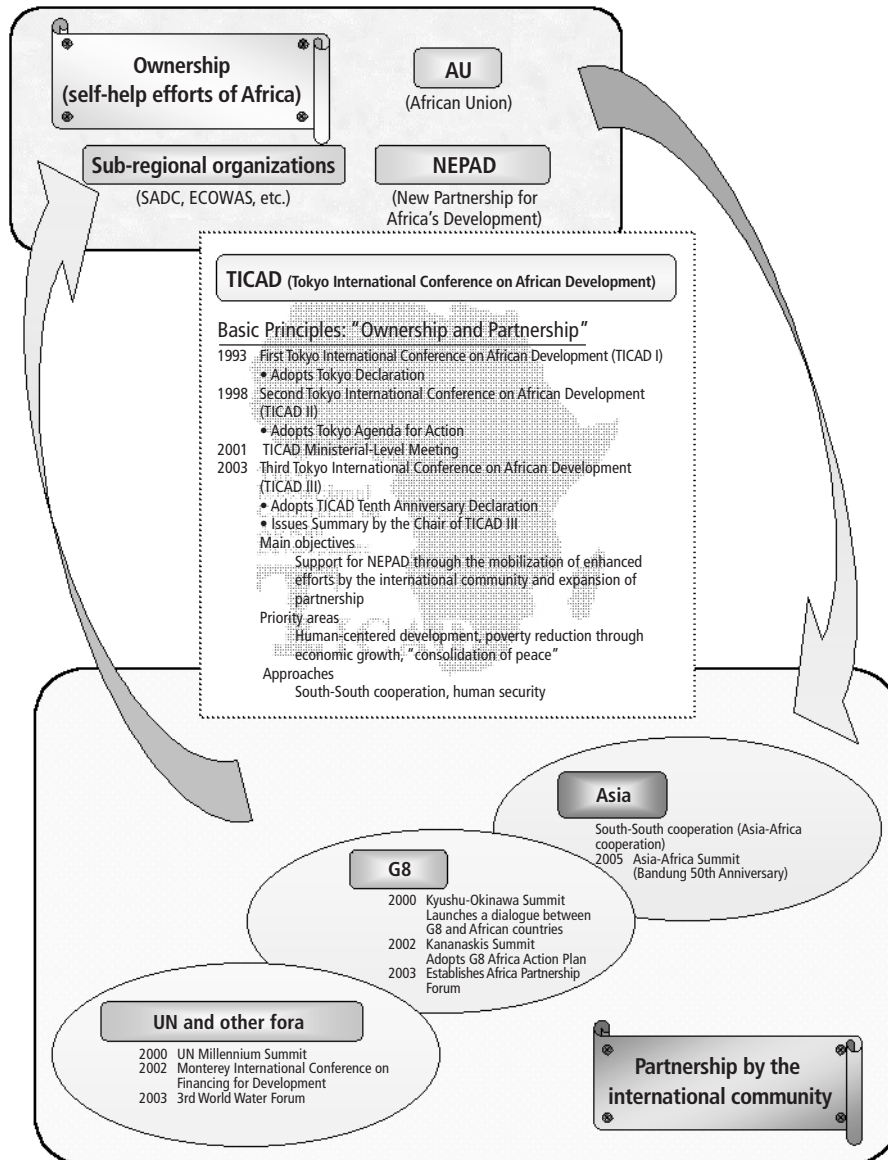 Ownership
(self-help efforts of Africa)
AU
(African Union)
Sub-regional organizations
(SADC, ECOWAS, etc.)
NEPAD
(New Partnership for
Africa's Development)
TICAD (Tokyo International Conference on African Development)
Basic Principles: "Ownership and Partnership"
1993 First Tokyo International Conference on African Development (TICAD I)
• Adopts Tokyo Declaration
1998 Second Tokyo International Conference on African Development
(TICAD II)
• Adopts Tokyo Agenda for Action
2001 TICAD Ministerial-Level Meeting
2003 Third Tokyo International Conference on African Development
(TICAD III)
• Adopts TICAD Tenth Anniversary Declaration
• Issues Summary by the Chair of TICAD III
Main objectives
Support for NEPAD through the mobilization of enhanced
efforts by the international community and expansion of
partnership
Priority areas
Human-centered development, poverty reduction through
economic growth, "consolidation of peace"
Approaches
South-South cooperation, human security
Asia
South-South cooperation (Asia-Africa
cooperation)
2005 Asia-Africa Summit
(Bandung 50th Anniversary)
G8
2000 Kyushu-Okinawa Summit
Launches a dialogue between
G8 and African countries
2002 Kananaskis Summit
Adopts G8 Africa Action Plan
2003 Establishes Africa Partnership
Forum
UN and other fora
2000 UN Millennium Summit
2002 Monterey International Conference on
Financing for Development
2003 3rd World Water Forum
Partnership by the
international community